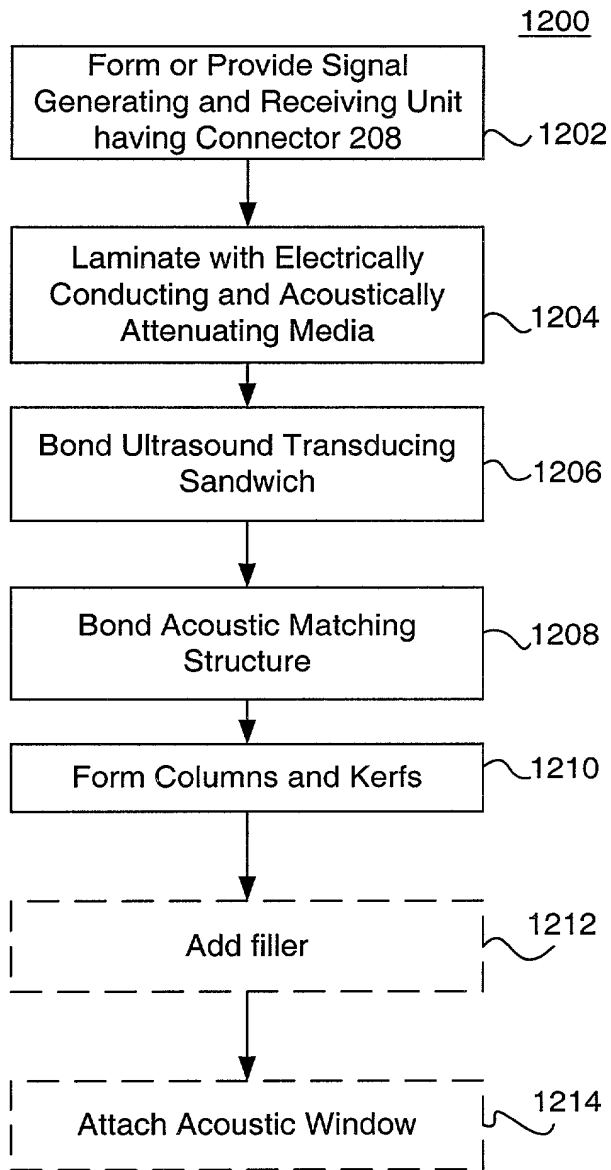 1200
Form or Provide Signal
Generating and Receiving Unit
having Connector 208
1202
Laminate with Electrically
Conducting and Acoustically
Attenuating Media
1204
Bond Ultrasound Transducing
Sandwich
1206
Bond Acoustic Matching
Structure
1208
Form Columns and Kerfs
1210
Add filler
1212
Attach Acoustic Window
1214